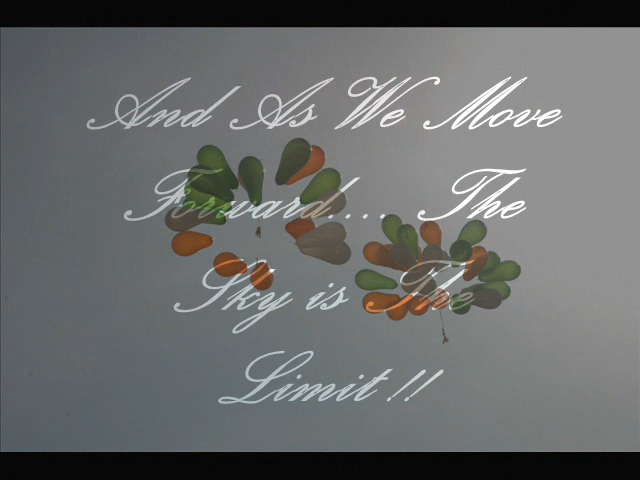 And As We Move
Forward.... The
Sky is The
Limit !!